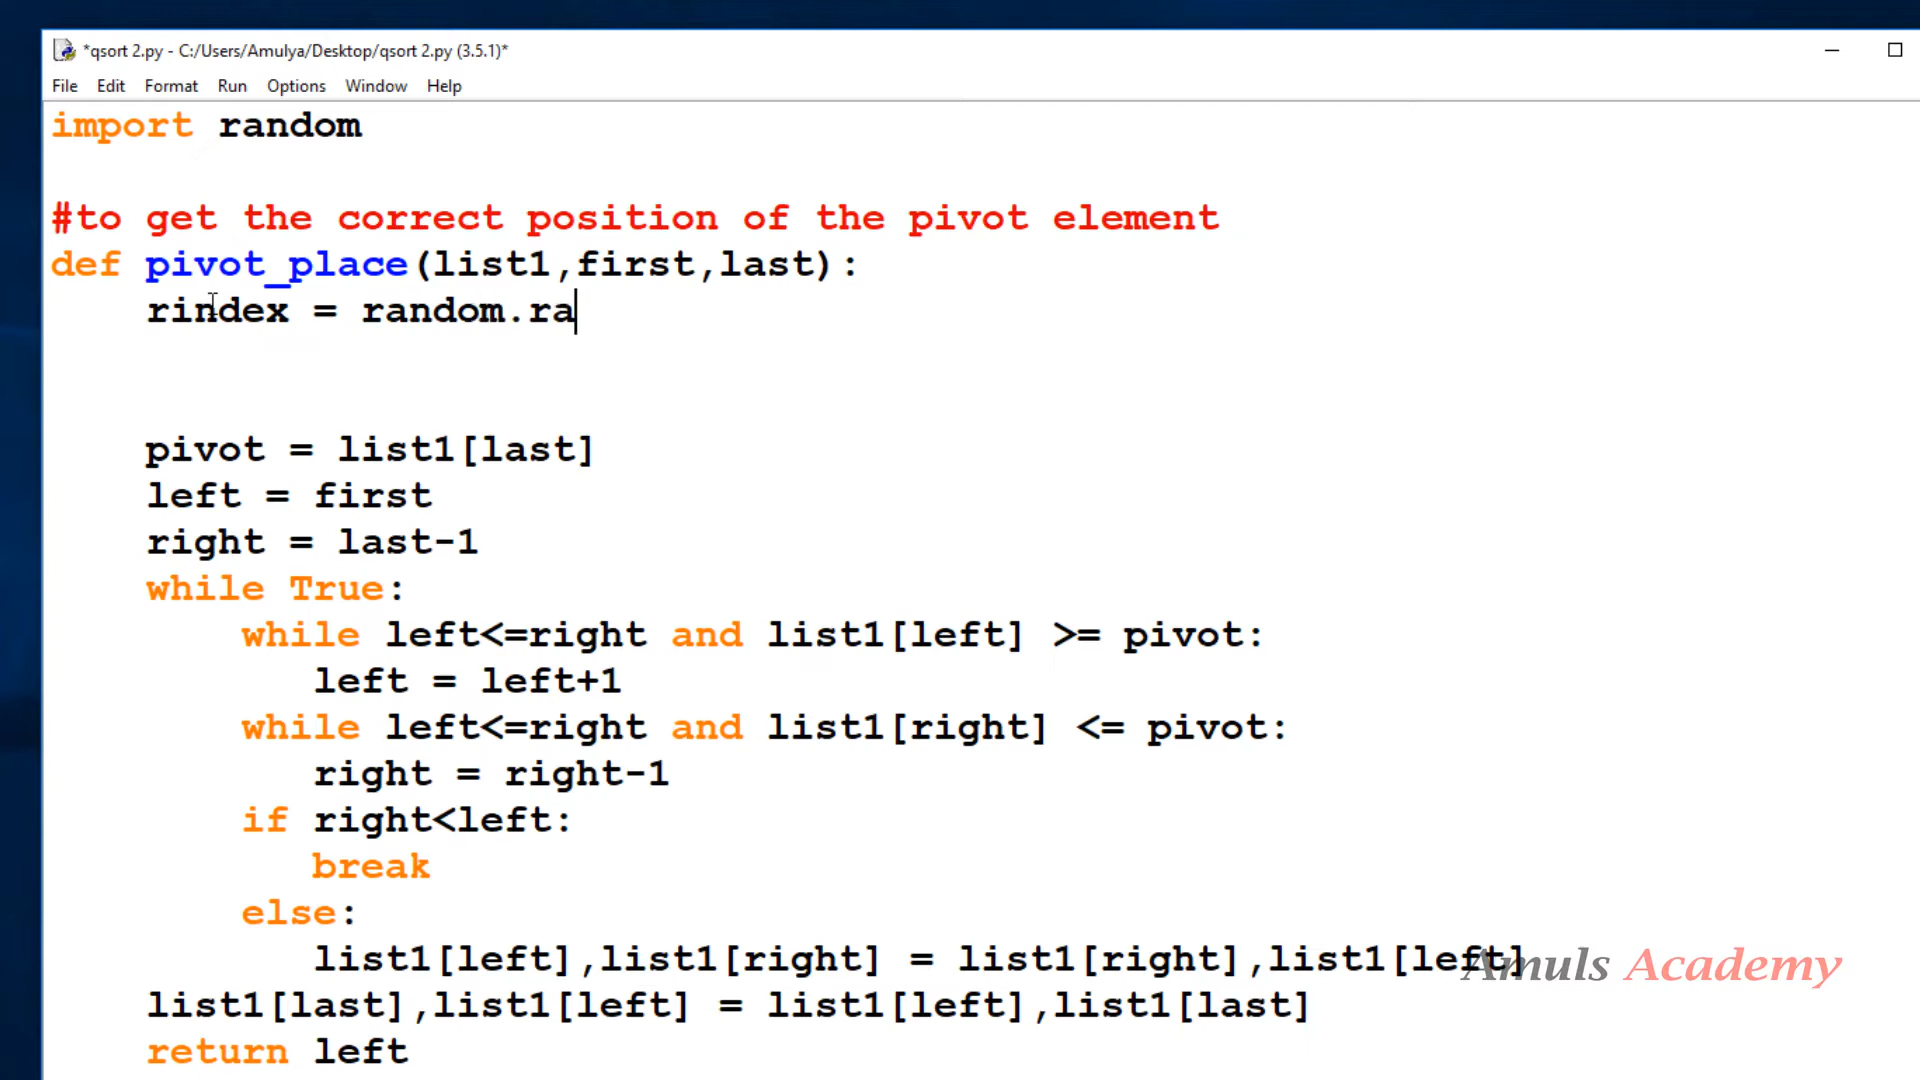 *qsort 2.py - C:/Users/Amulya/Desktop/qsort 2.py (3.5.1)*
File Edit Format Run Options Window Help
import random
#to get the correct position of the pivot element
def pivot_place(list1,first,last):
    rindex = random.ra
    pivot = list1[last]
    left = first
    right = last-1
    while True:
        while left<=right and list1[left] >= pivot:
           left = left+1
        while left<=right and list1[right] <= pivot:
           right = right-1
        if right<left:
           break
        else:
           list1[left],list1[right] = list1[right],list1[left]
    list1[last],list1[left] = list1[left],list1[last]
    return left
Amuls Academy